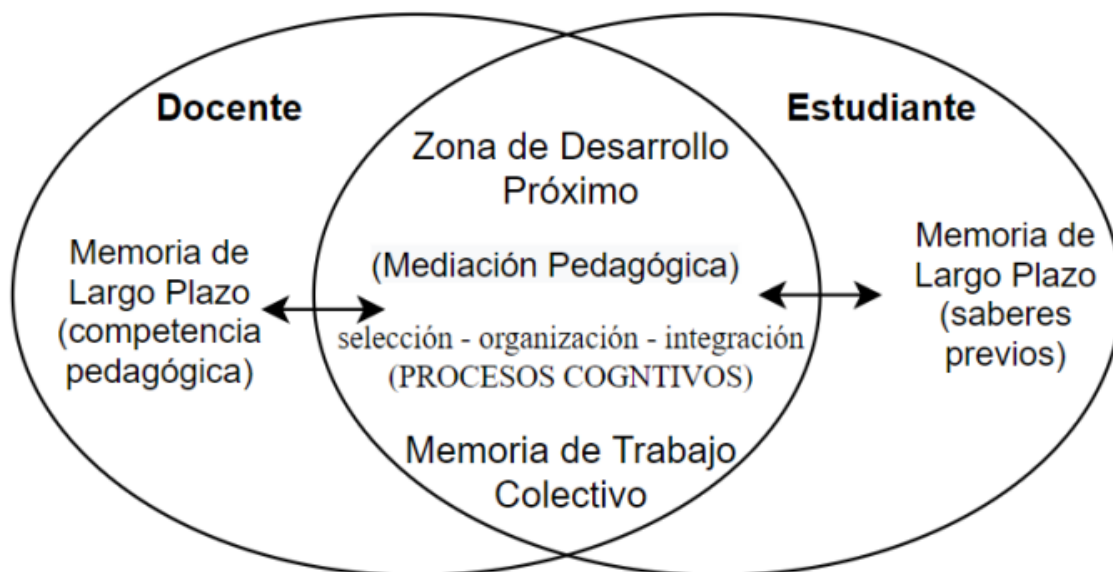 Docente
Estudiante
Zona de Desarrollo
Próximo
Memoria de
Largo Plazo
(competencia
pedagógica)
(Mediación Pedagógica)
selección - organización - integración
(PROCESOS COGNTIVOS)
Memoria de Trabajo
Colectivo
Memoria de
Largo Plazo
(saberes
previos)